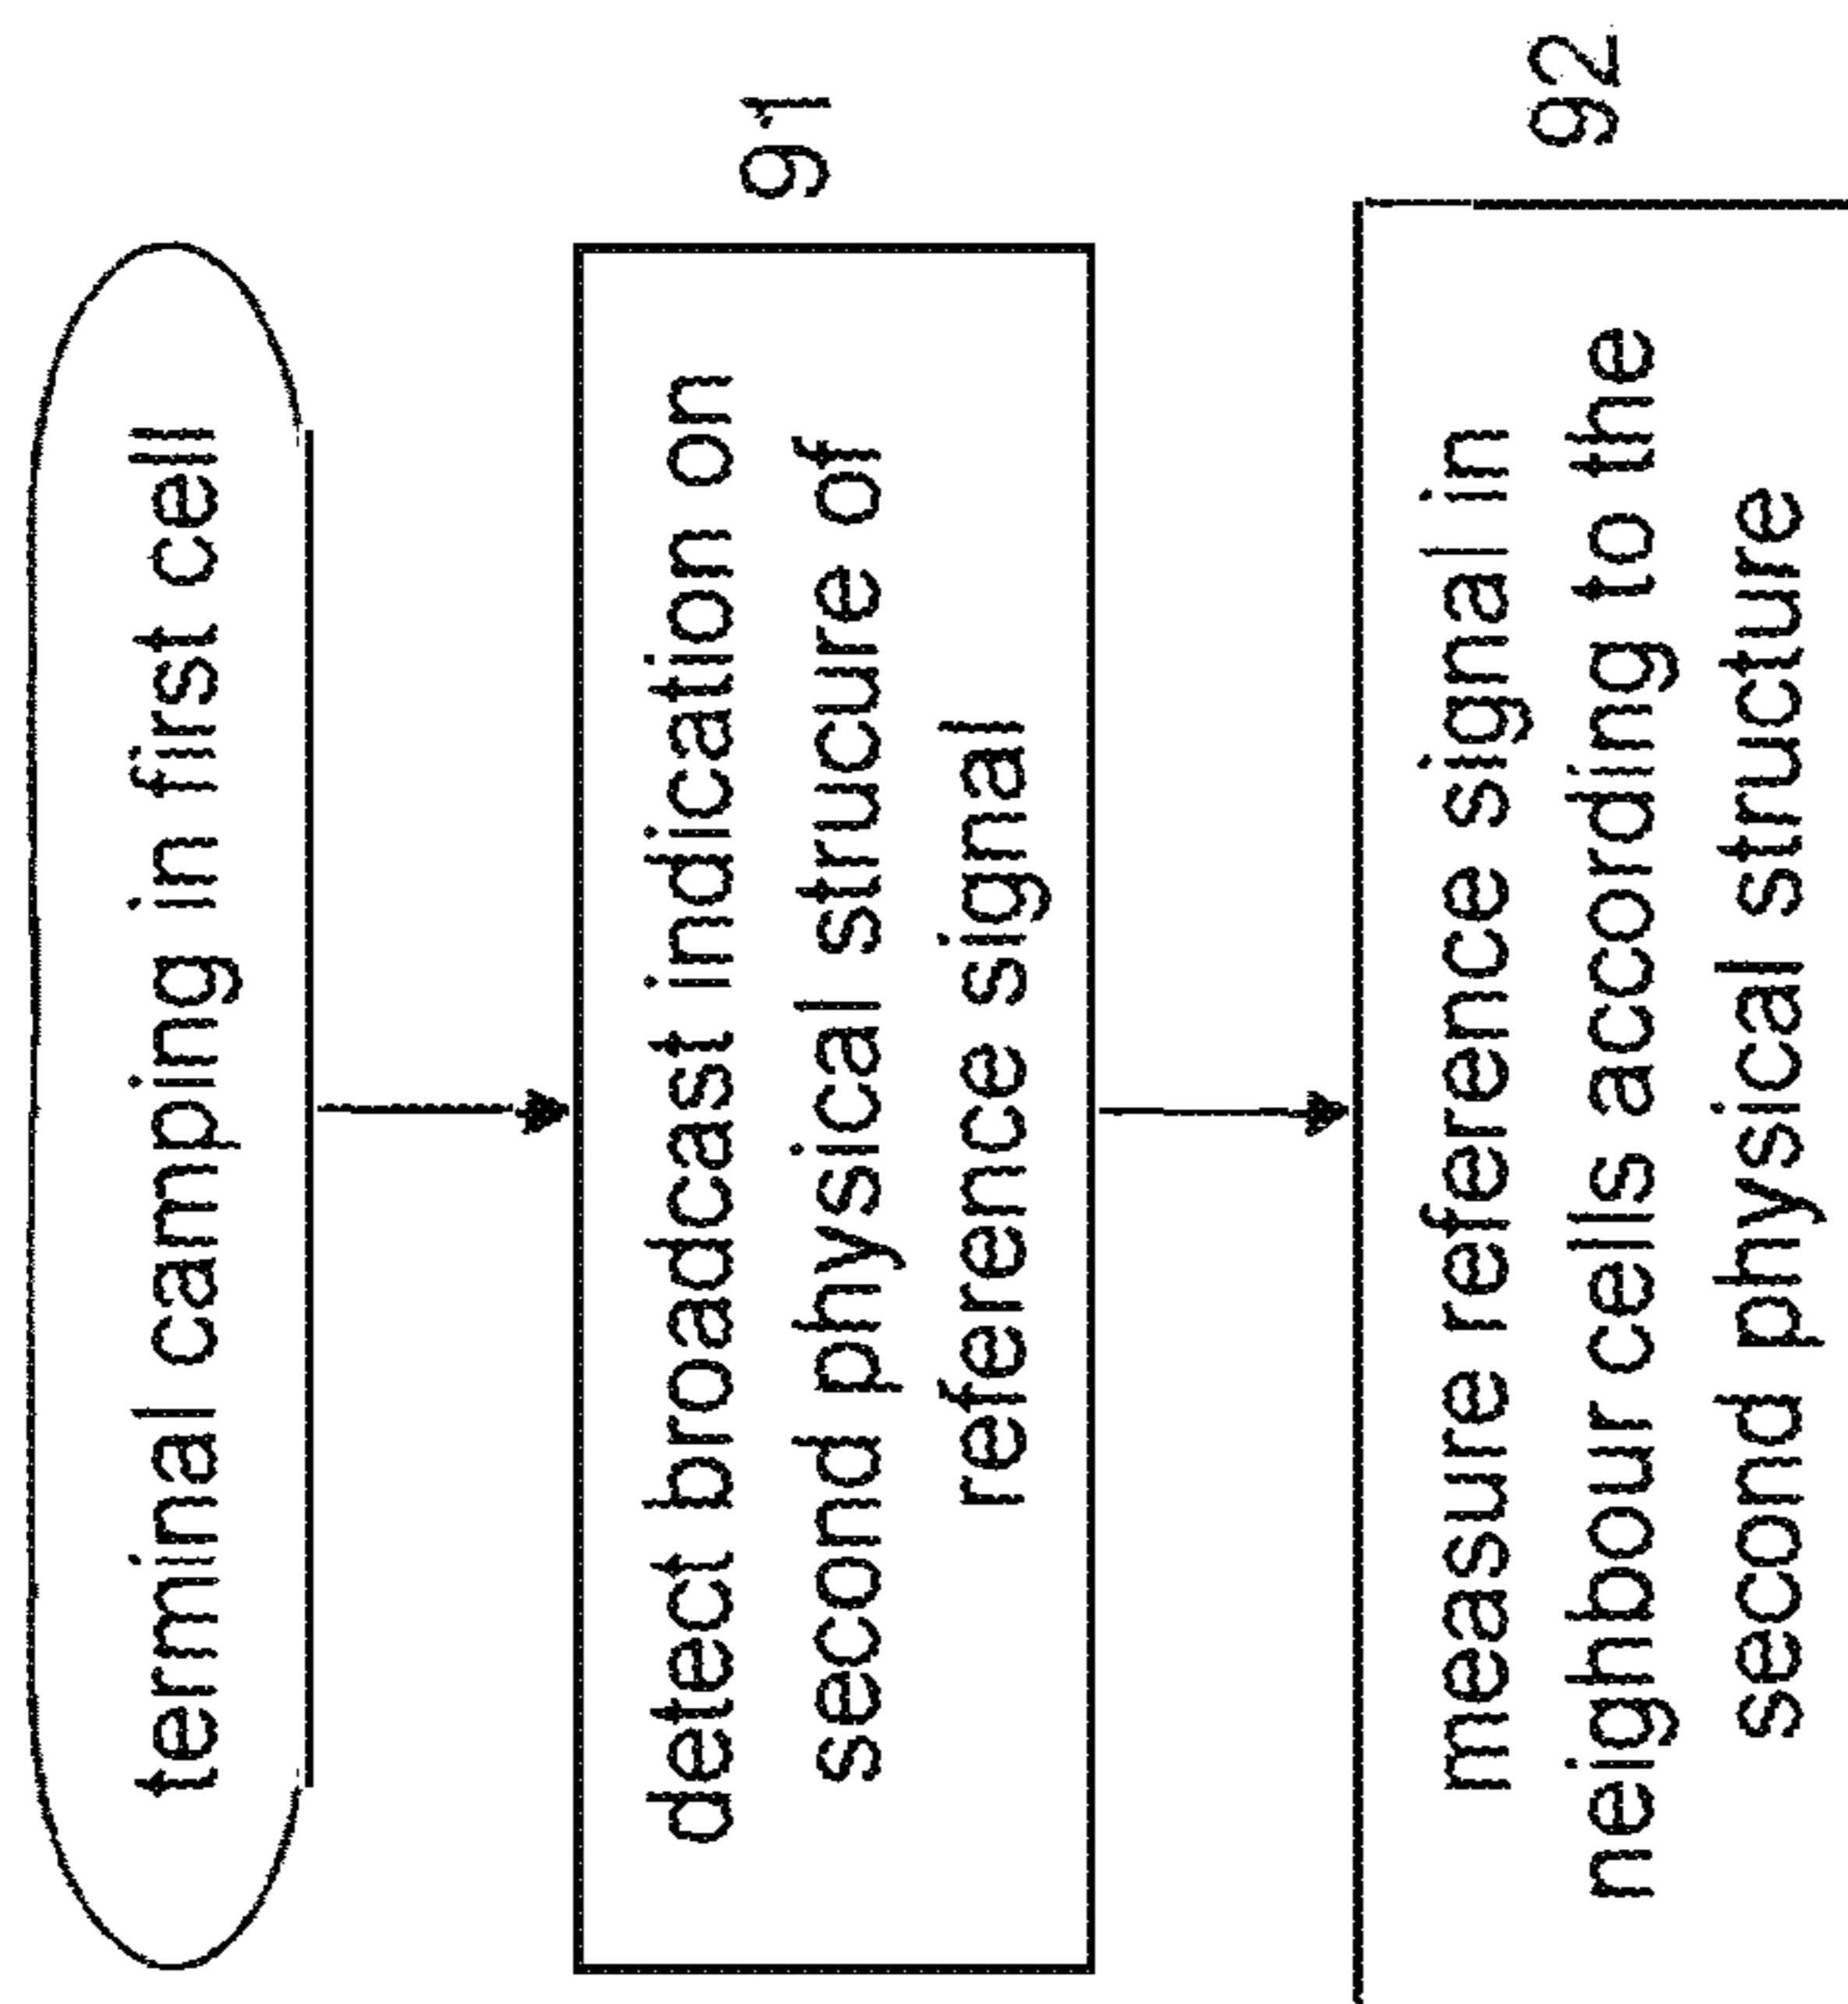 terminal camping in first cell
detect broadcast indication on
second physical strucure of
reference signal
91
measure reference signal in
neighbour cells according to the
second physical structure
92